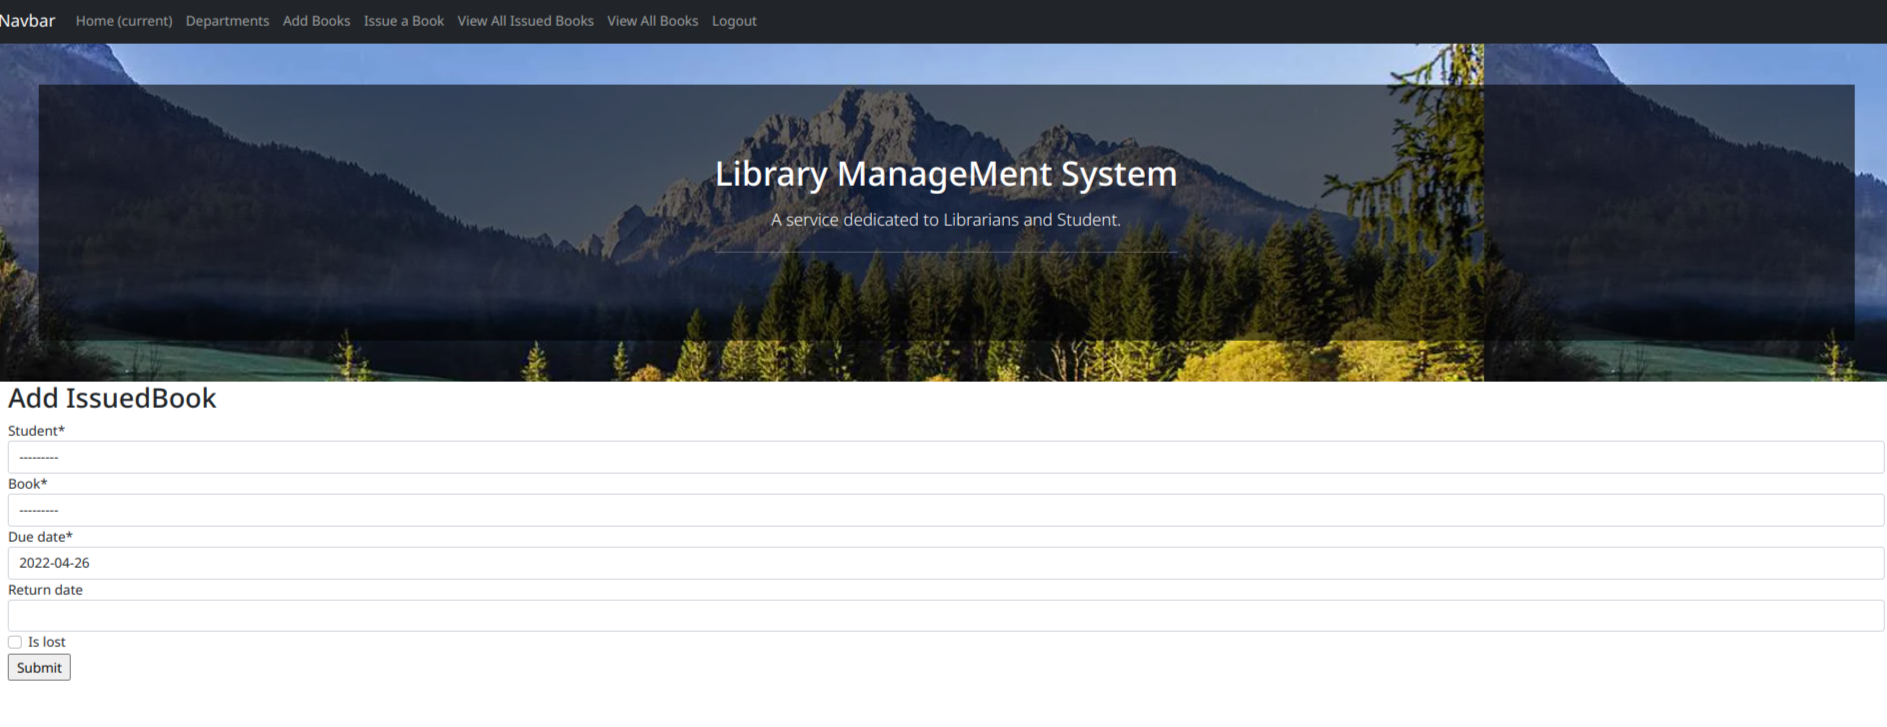 Navbar Home (current) Departments Add Books Issue a Book View All Issued Books View All Books Logout
Library ManageMent System
A service dedicated to Librarians and Student.
Add IssuedBook
Student*
---------
Book*
---------
Due date*
2022-04-26
Return date
Is lost
Submit